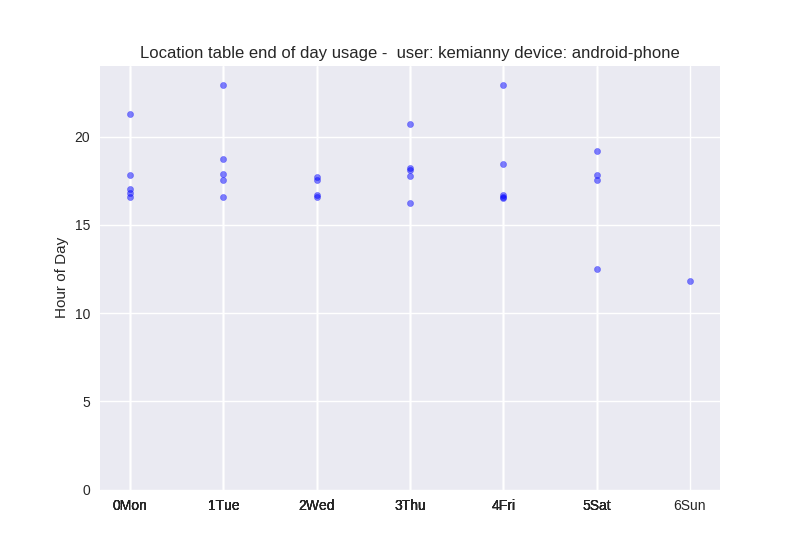 Location table end of day usage -  user: kemianny device: android-phone
20
15
10
5
0
Hour of Day
0Mon 1Tue 2Wed 3Thu 4Fri 5Sat 6Sun